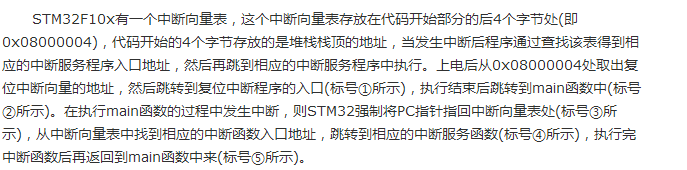 STM32F10x有一个中断向量表，这个中断向量表存放在代码开始部分的后4个字节处(即
0x08000004)，代码开始的4个字节存放的是堆栈栈顶的地址，当发生中断后程序通过查找该表得到相
应的中断服务程序入口地址，然后再跳到相应的中断服务程序中执行。上电后从0x08000004处取出复
位中断向量的地址，然后跳转到复位中断程序的入口(标号①所示)，执行结束后跳转到main函数中(标号
②所示)。在执行main函数的过程中发生中断，则STM32强制将PC指针指回中断向量表处(标号③所
示)，从中断向量表中找到相应的中断函数入口地址，跳转到相应的中断服务函数(标号④所示)，执行完
中断函数后再返回到main函数中来(标号⑤所示)。